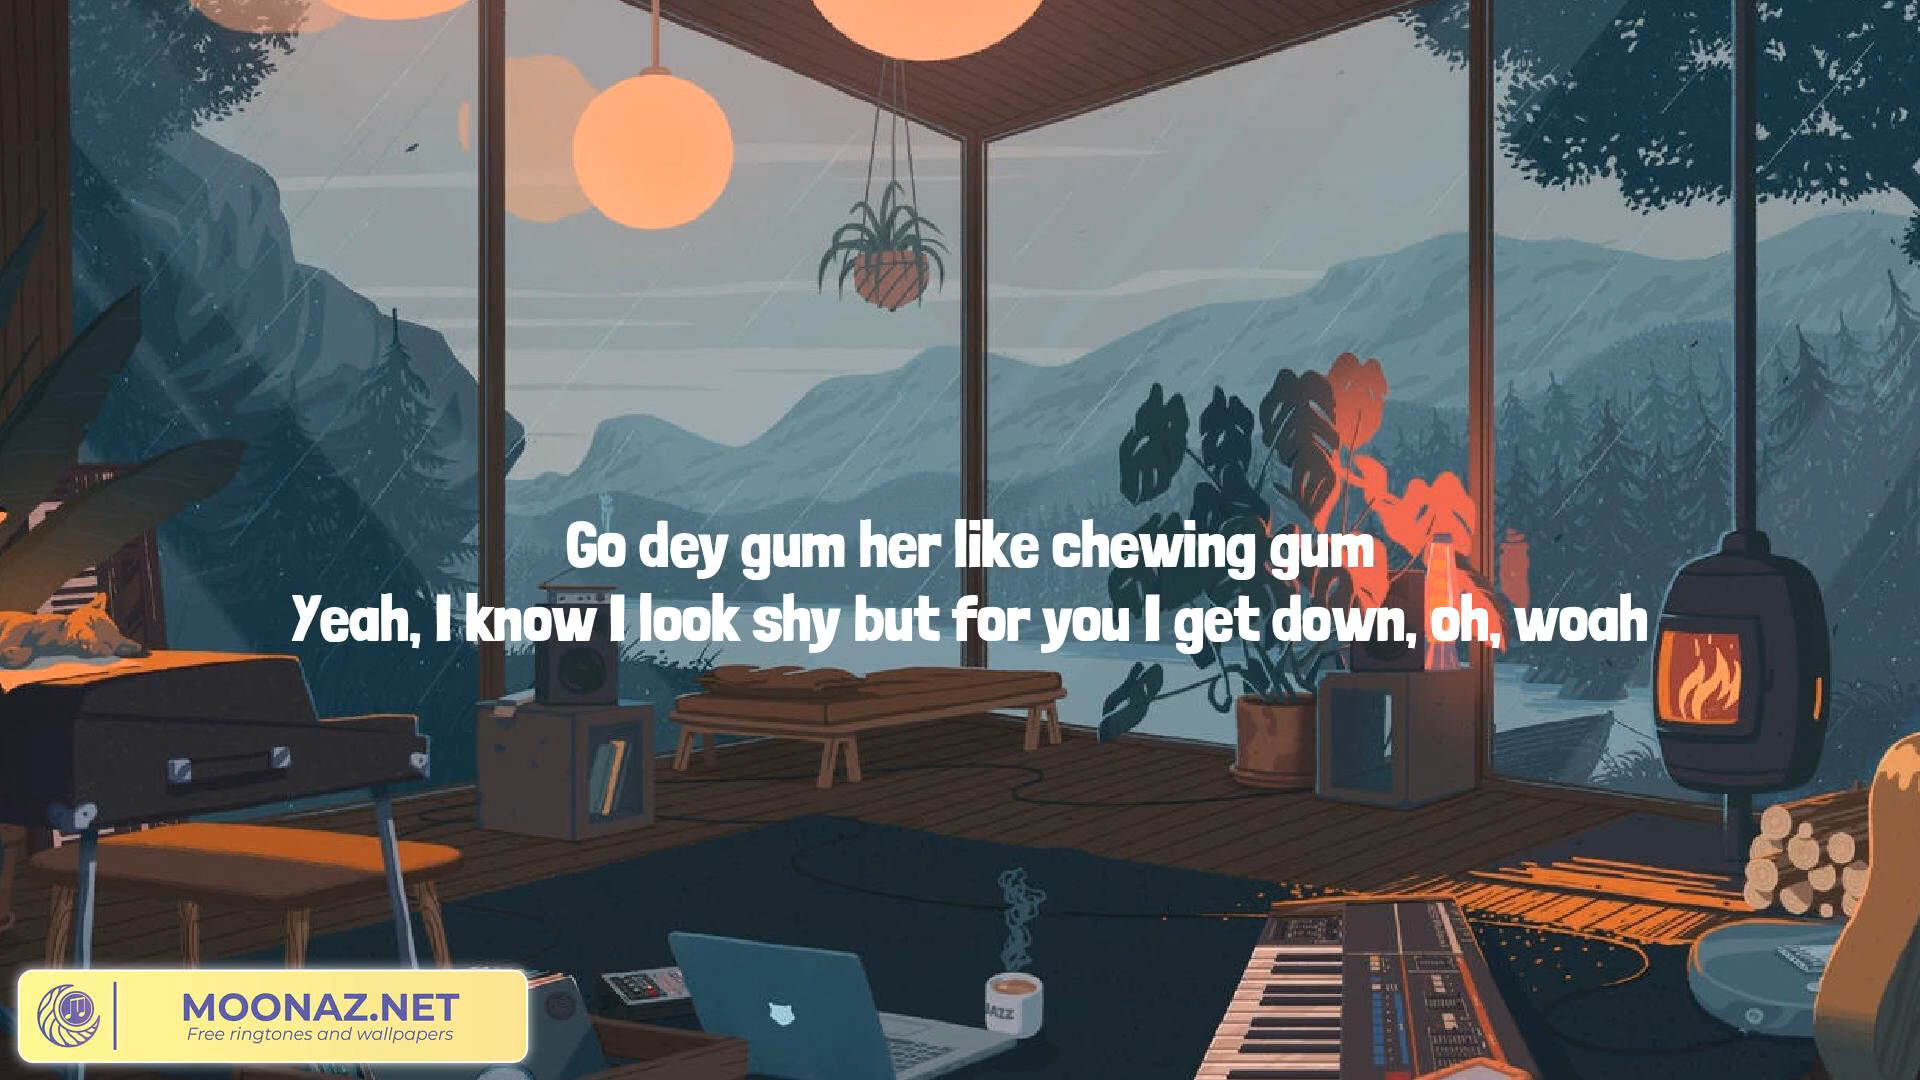 Go dey gum her like chewing gum
Yeah, I know I look shy but for you I get down, oh, woah
JAZZ
MOONAZ.NET
Free ringtones and wallpapers